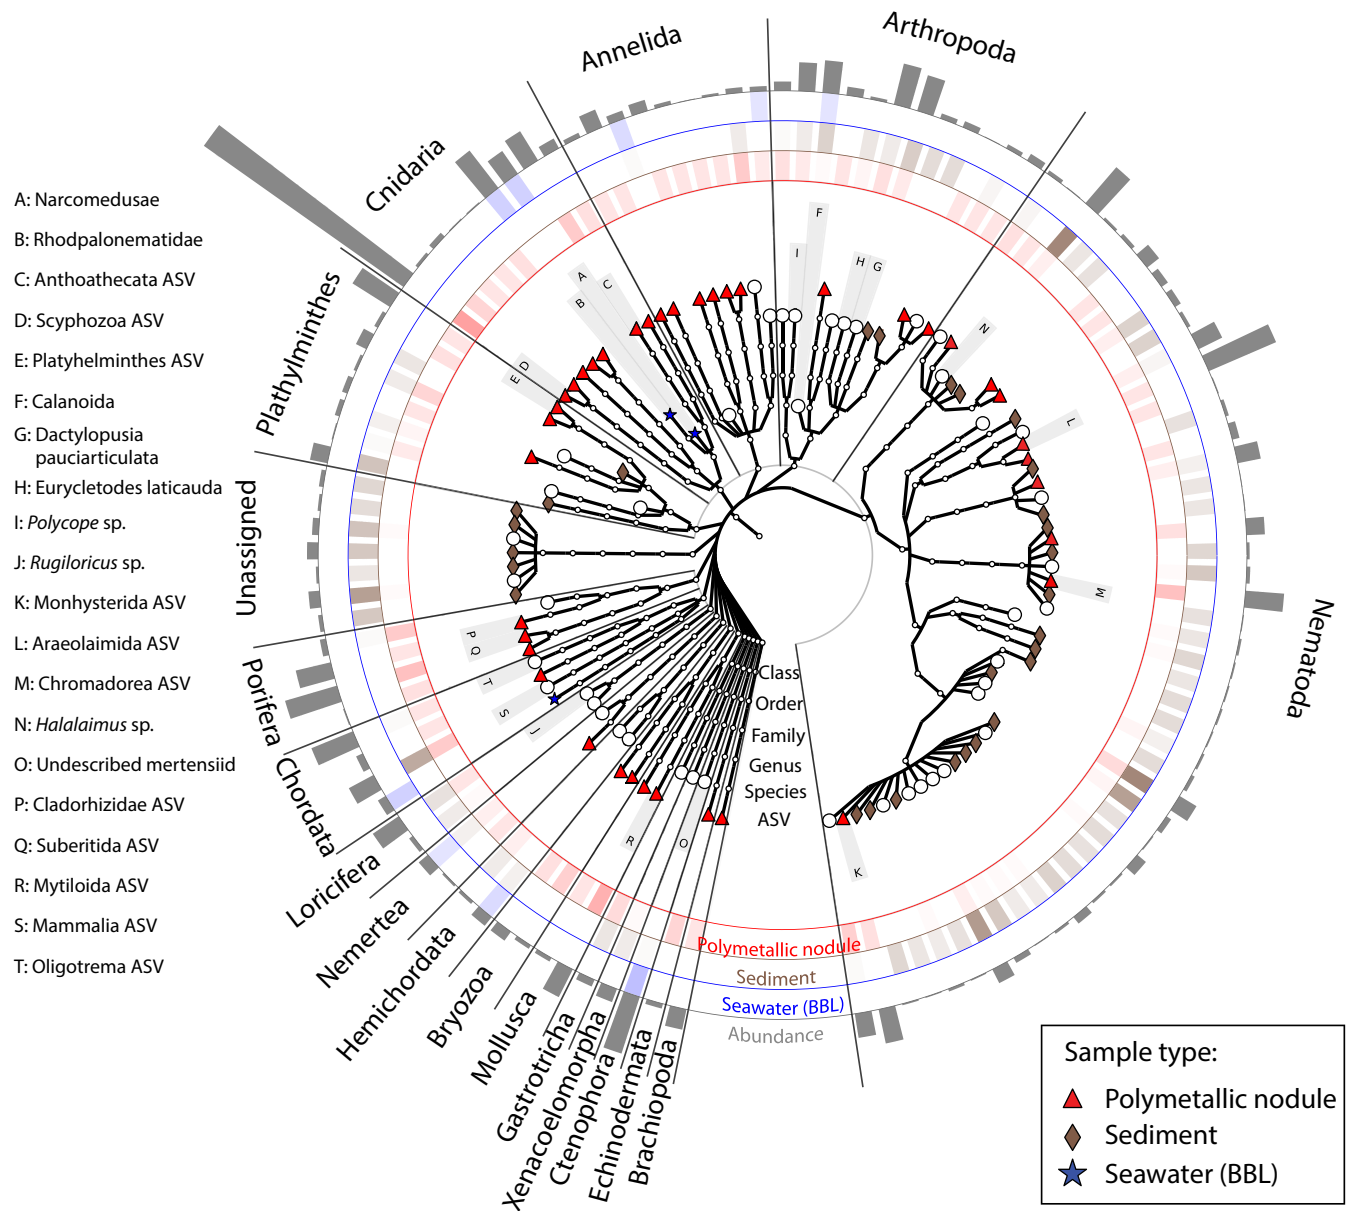 Annelida
Arthropoda
Cnidaria
Plathylminthes
Unassigned
Porifera
Chordata
Loricifera
Nemertea
Hemichordata
Bryozoa
Mollusca
Gastrotricha
Xenacoelomorpha
Ctenophora
Echinodermata
Brachiopoda
Nematoda
A: Narcomedusae
B: Rhodpalonematidae
C: Anthoathecata ASV
D: Scyphozoa ASV
E: Platyhelminthes ASV
F: Calanoida
G: Dactylopusia
pauciarticulata
H: Eurycletodes laticauda
I: Polycope sp.
J: Rugiloricus sp.
K: Monhysterida ASV
L: Araeolaimida ASV
M: Chromadorea ASV
N: Halalaimus sp.
O: Undescribed mertensiid
P: Cladorhizidae ASV
Q: Suberitida ASV
R: Mytiloida ASV
S: Mammalia ASV
T: Oligotrema ASV
A
B
C
D
E
F
I
H
G
N
L
M
K
O
R
J
S
T
Q
P
Class
Order
Family
Genus
Species
ASV
Polymetallic nodule
Sediment
Seawater (BBL)
Abundance
Sample type:
Polymetallic nodule
Sediment
Seawater (BBL)